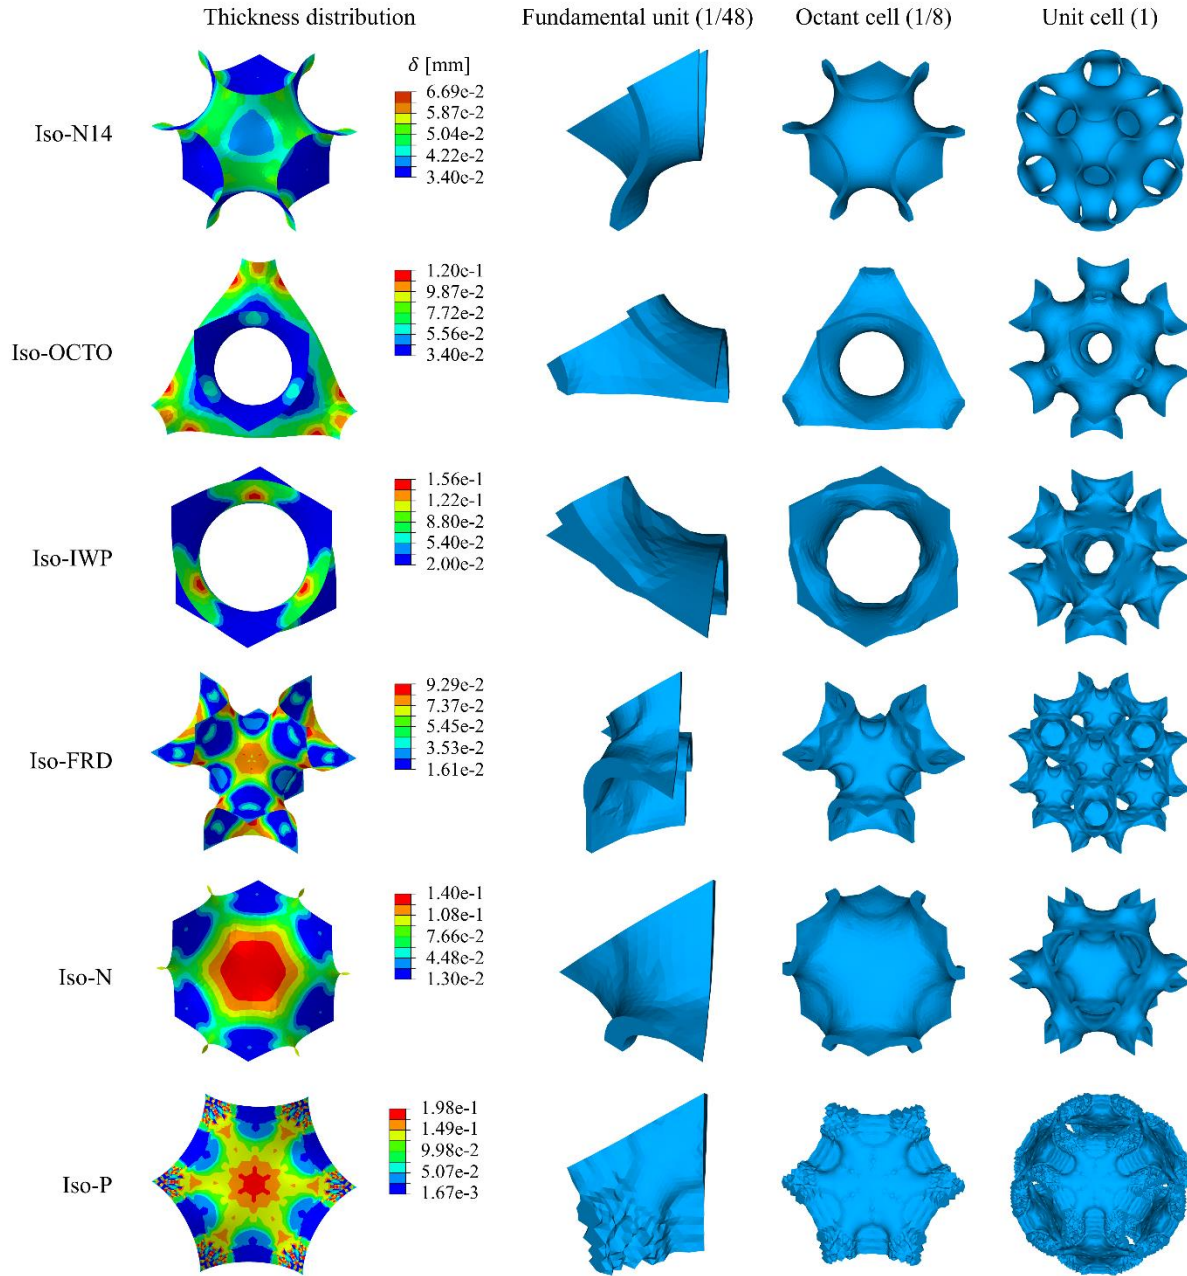 Thickness distribution Fundamental unit (1/48) Octant cell (1/8) Unit cell (1)
δ [mm]
6.69e-2
5.87e-2
Iso-N14
5.04e-2
4.22e-2
3.40e-2
1.20e-1
9.87e-2
7.72e-2
Iso-OCTO
5.56e-2
3.40e-2
1.56e-1
1.22e-1
8.80e-2
Iso-IWP
5.40e-2
2.00e-2
9.29e-2
7.37e-2
5.45e-2
Iso-FRD
3.53e-2
1.61e-2
1.40e-1
1.08e-1
7.66e-2
Iso-N
4.48e-2
1.30e-2
1.98e-1
1.49e-1
9.98e-2
Iso-P
5.07e-2
1.67e-3